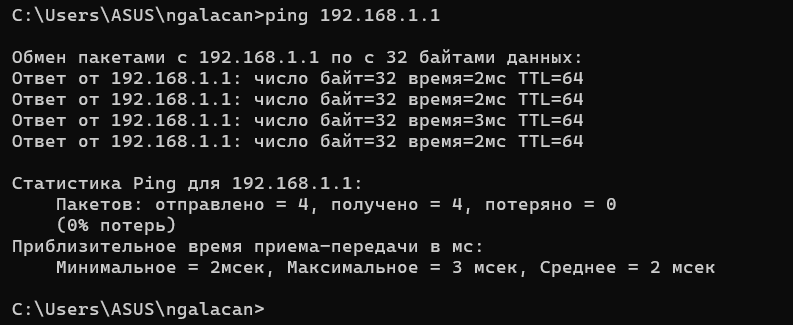 C:\Users\ASUS\ngalacan>ping 192.168.1.1
Обмен пакетами с 192.168.1.1 по с 32 байтами данных:
Ответ от 192.168.1.1: число байт=32 время=2мс TTL=64
Ответ от 192.168.1.1: число байт=32 время=2мс TTL=64
Ответ от 192.168.1.1: число байт=32 время=3мс TTL=64
Ответ от 192.168.1.1: число байт=32 время=2мс TTL=64
Статистика Ping для 192.168.1.1:
    Пакетов: отправлено = 4, получено = 4, потеряно = 0
    (0% потерь)
Приблизительное время приема-передачи в мс:
    Минимальное = 2мсек, Максимальное = 3 мсек, Среднее = 2 мсек
C:\Users\ASUS\ngalacan>